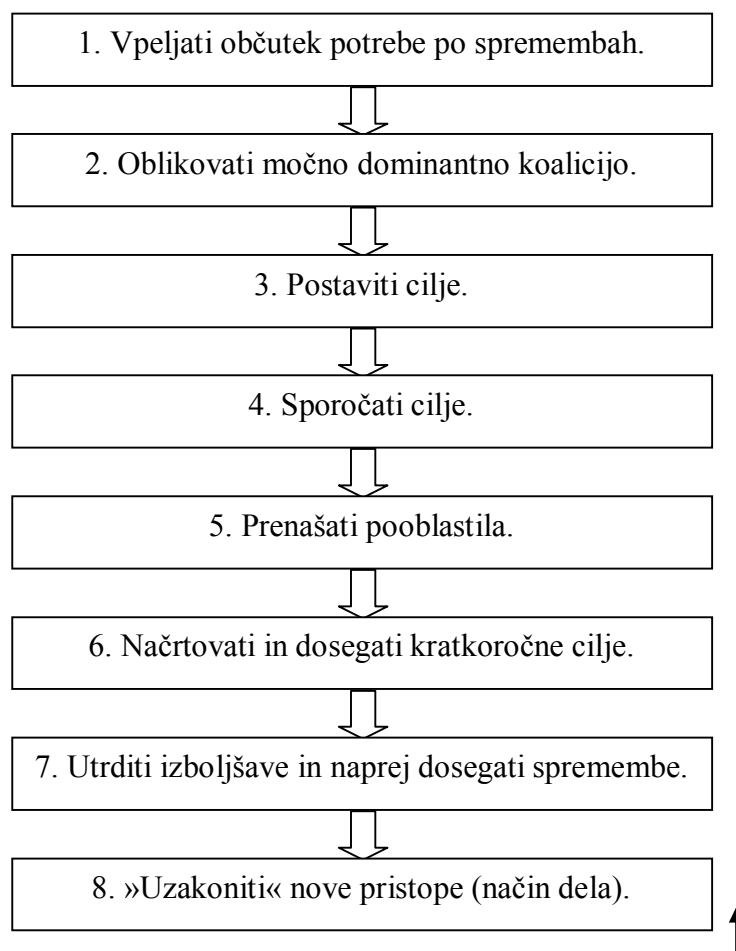 1. Vpeljati občutek potrebe po spremembah.
2. Oblikovati močno dominantno koalicijo.
3. Postaviti cilje.
4. Sporočati cilje.
5. Prenašati pooblastila.
6. Načrtovati in dosegati kratkoročne cilje.
7. Utrditi izboljšave in naprej dosegati spremembe.
8. »Uzakoniti« nove pristope (način dela).